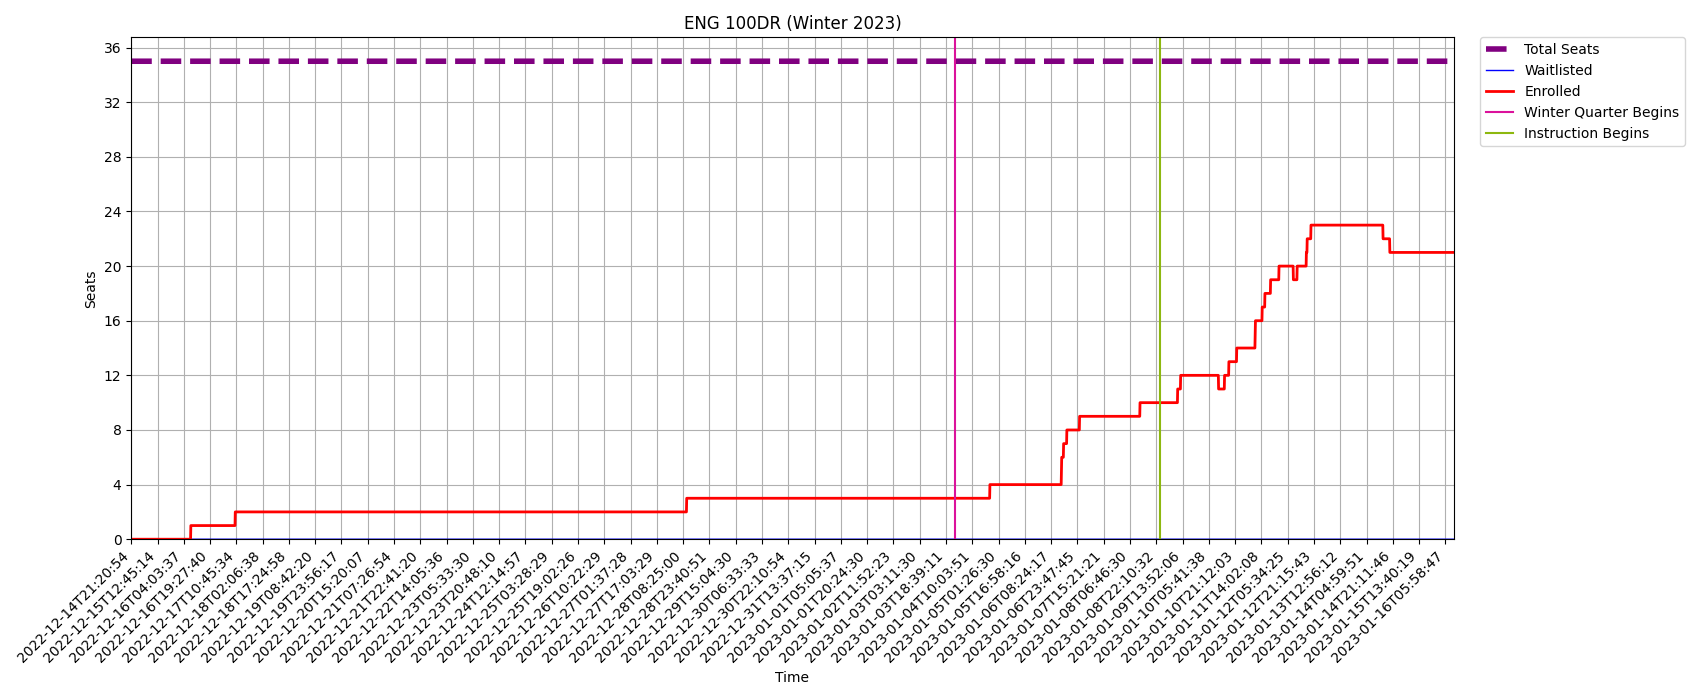 ENG 100DR (Winter 2023)
Total Seats
Waitlisted
Enrolled
Winter Quarter Begins
Instruction Begins
Seats
36
32
28
24
20
16
12
8
4
0
2022-12-14T21:20:54
2022-12-15T12:45:14
2022-12-16T04:03:37
2022-12-16T19:27:40
2022-12-17T10:45:34
2022-12-18T02:06:38
2022-12-18T17:24:58
2022-12-19T08:42:20
2022-12-19T23:56:17
2022-12-20T15:20:07
2022-12-21T07:26:54
2022-12-21T22:41:20
2022-12-22T14:05:36
2022-12-23T05:33:30
2022-12-23T20:48:10
2022-12-24T12:14:57
2022-12-25T03:28:29
2022-12-25T19:02:26
2022-12-26T10:22:29
2022-12-27T01:37:28
2022-12-27T17:03:29
2022-12-28T08:25:00
2022-12-28T23:40:51
2022-12-29T15:04:30
2022-12-30T06:33:33
2022-12-30T22:10:54
2022-12-31T13:37:15
2023-01-01T05:05:37
2023-01-01T20:24:30
2023-01-02T11:52:23
2023-01-03T03:11:30
2023-01-03T18:39:11
2023-01-04T10:03:51
2023-01-05T01:26:30
2023-01-05T16:58:16
2023-01-06T08:24:17
2023-01-06T23:47:45
2023-01-07T15:21:21
2023-01-08T06:46:30
2023-01-08T22:10:32
2023-01-09T13:52:06
2023-01-10T05:41:38
2023-01-10T21:12:03
2023-01-11T14:02:08
2023-01-12T05:34:25
2023-01-12T21:15:43
2023-01-13T12:56:12
2023-01-14T04:59:51
2023-01-14T21:11:46
2023-01-15T13:40:19
2023-01-16T05:58:47
Time